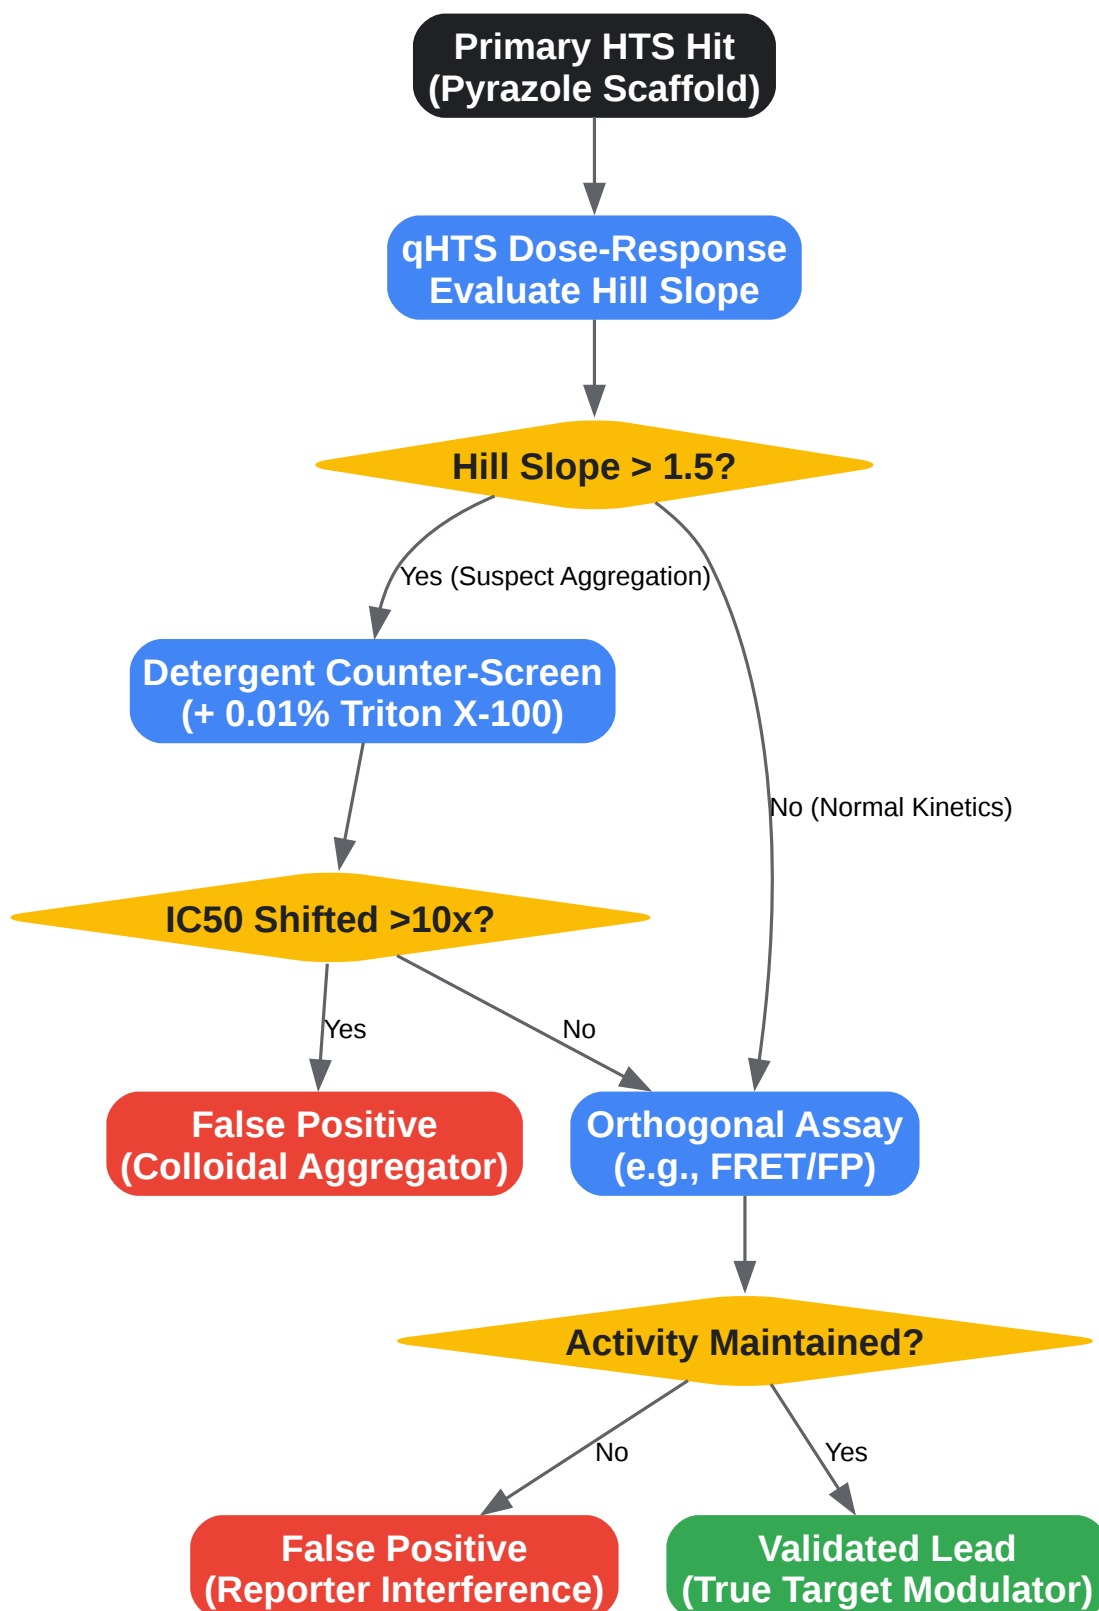 Primary HTS Hit
(Pyrazole Scaffold)
qHTS Dose-Response
Evaluate Hill Slope
Hill Slope > 1.5?
Yes (Suspect Aggregation)
Detergent Counter-Screen
(+ 0.01% Triton X-100)
No (Normal Kinetics)
IC50 Shifted >10x?
Yes
No
False Positive
(Colloidal Aggregator)
Orthogonal Assay
(e.g., FRET/FP)
Activity Maintained?
No
Yes
False Positive
(Reporter Interference)
Validated Lead
(True Target Modulator)